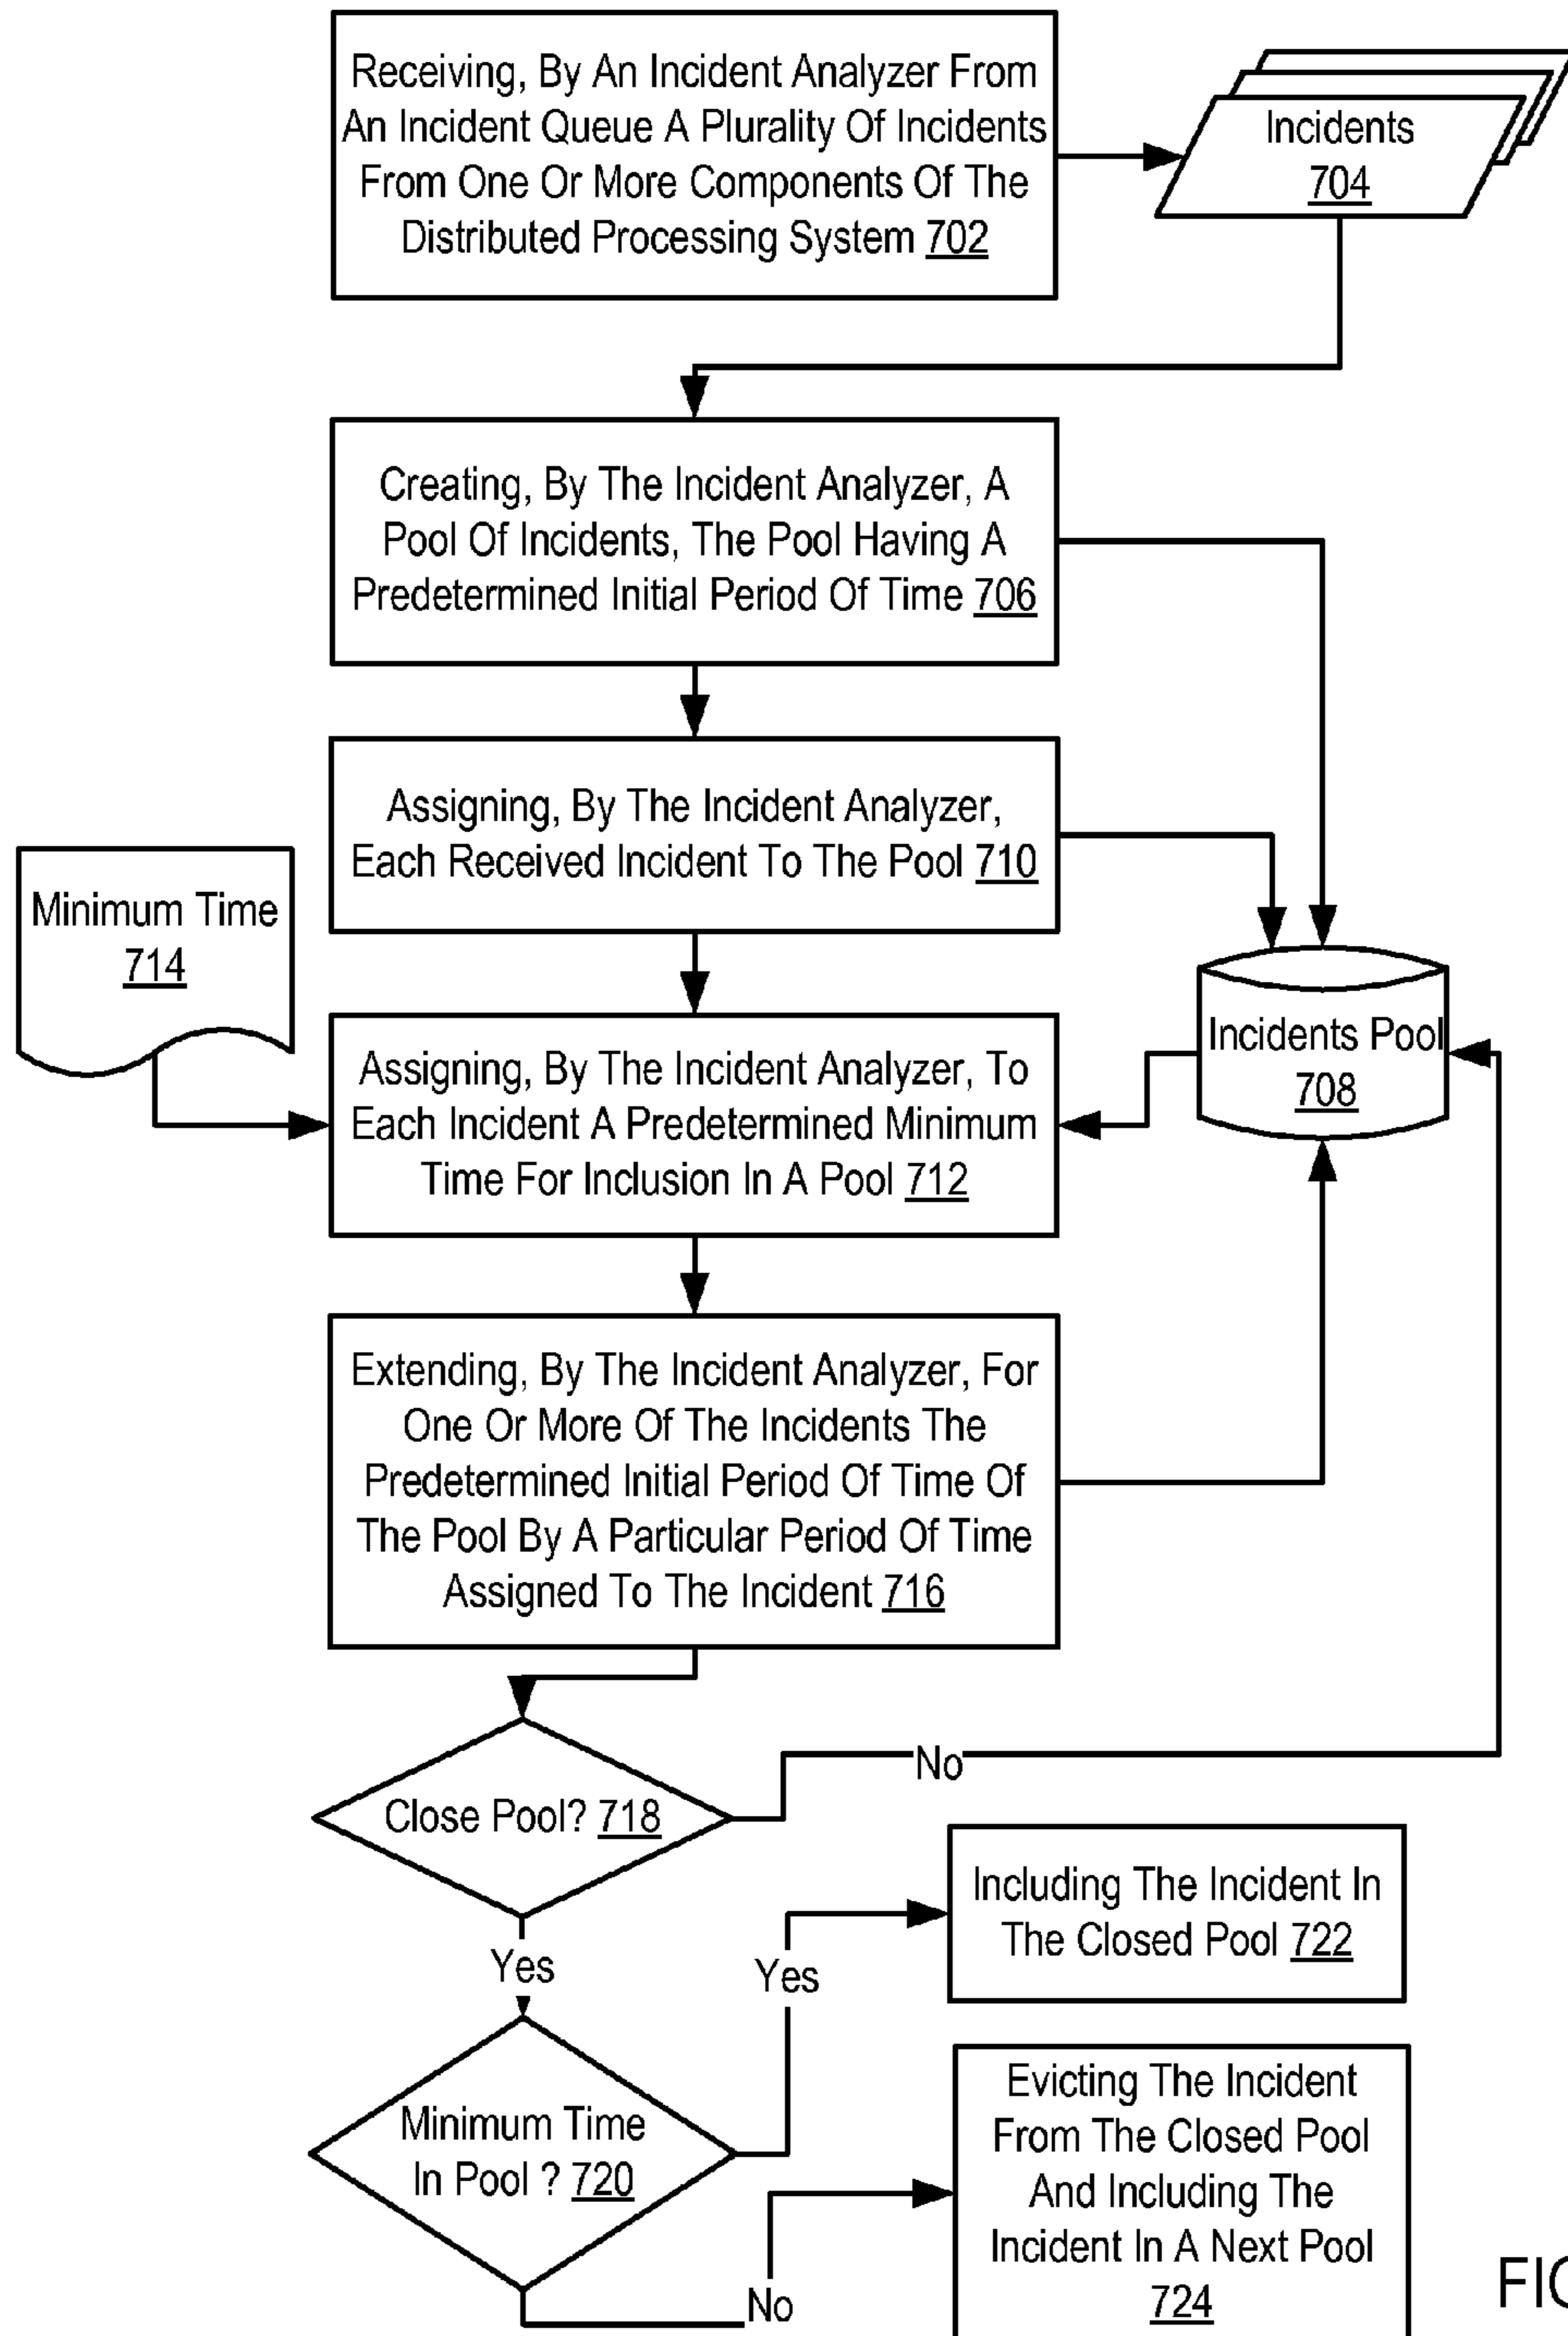 Receiving, By An Incident Analyzer From
An Incident Queue A Plurality Of Incidents
From One Or More Components Of The
Distributed Processing System 702
Incidents
704
Creating, By The Incident Analyzer, A
Pool Of Incidents, The Pool Having A
Predetermined Initial Period Of Time 706
Assigning, By The Incident Analyzer,
Each Received Incident To The Pool 710
Minimum Time
714
Incidents Pool
708
Assigning, By The Incident Analyzer, To
Each Incident A Predetermined Minimum
Time For Inclusion In A Pool 712
Extending, By The Incident Analyzer, For
One Or More Of The Incidents The
Predetermined Initial Period Of Time Of
The Pool By A Particular Period Of Time
Assigned To The Incident 716
No
Close Pool? 718
Including The Incident In
The Closed Pool 722
Yes
Yes
Minimum Time
In Pool ? 720
Evicting The Incident
From The Closed Pool
And Including The
Incident In A Next Pool
724
No